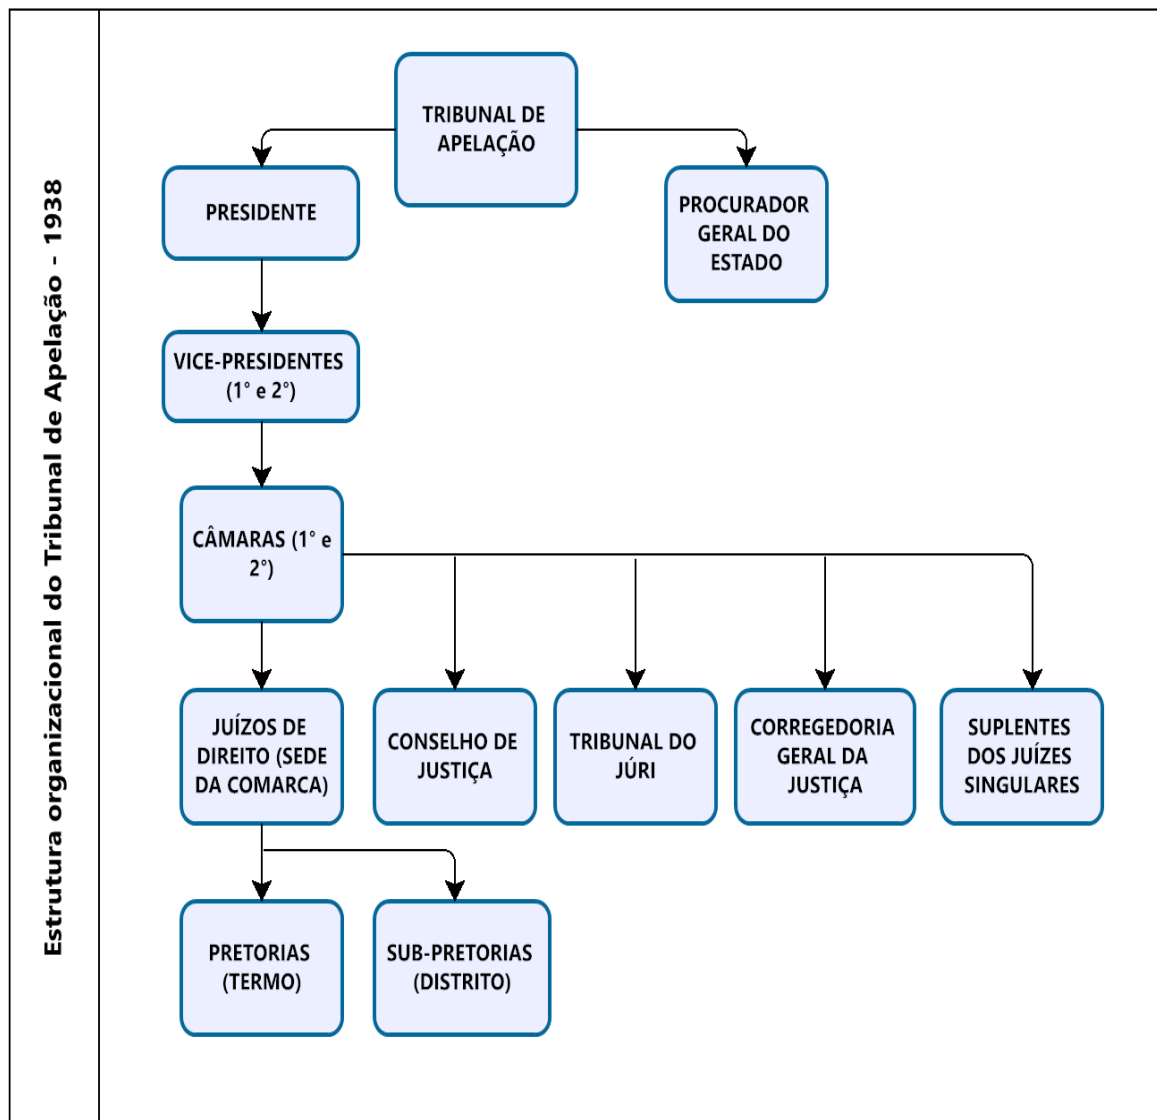 Estrutura organizacional do Tribunal de Apelação - 1938
TRIBUNAL DE
APELAÇÃO
PRESIDENTE
PROCURADOR
GERAL DO
ESTADO
VICE-PRESIDENTES
(1° e 2°)
CÂMARAS (1° e
2°)
JUÍZOS DE
DIREITO (SEDE
DA COMARCA)
CONSELHO DE
JUSTIÇA
TRIBUNAL DO
JÚRI
CORREGEDORIA
GERAL DA
JUSTIÇA
SUPLENTES
DOS JUÍZES
SINGULARES
PRETORIAS
(TERMO)
SUB-PRETORIAS
(DISTRITO)